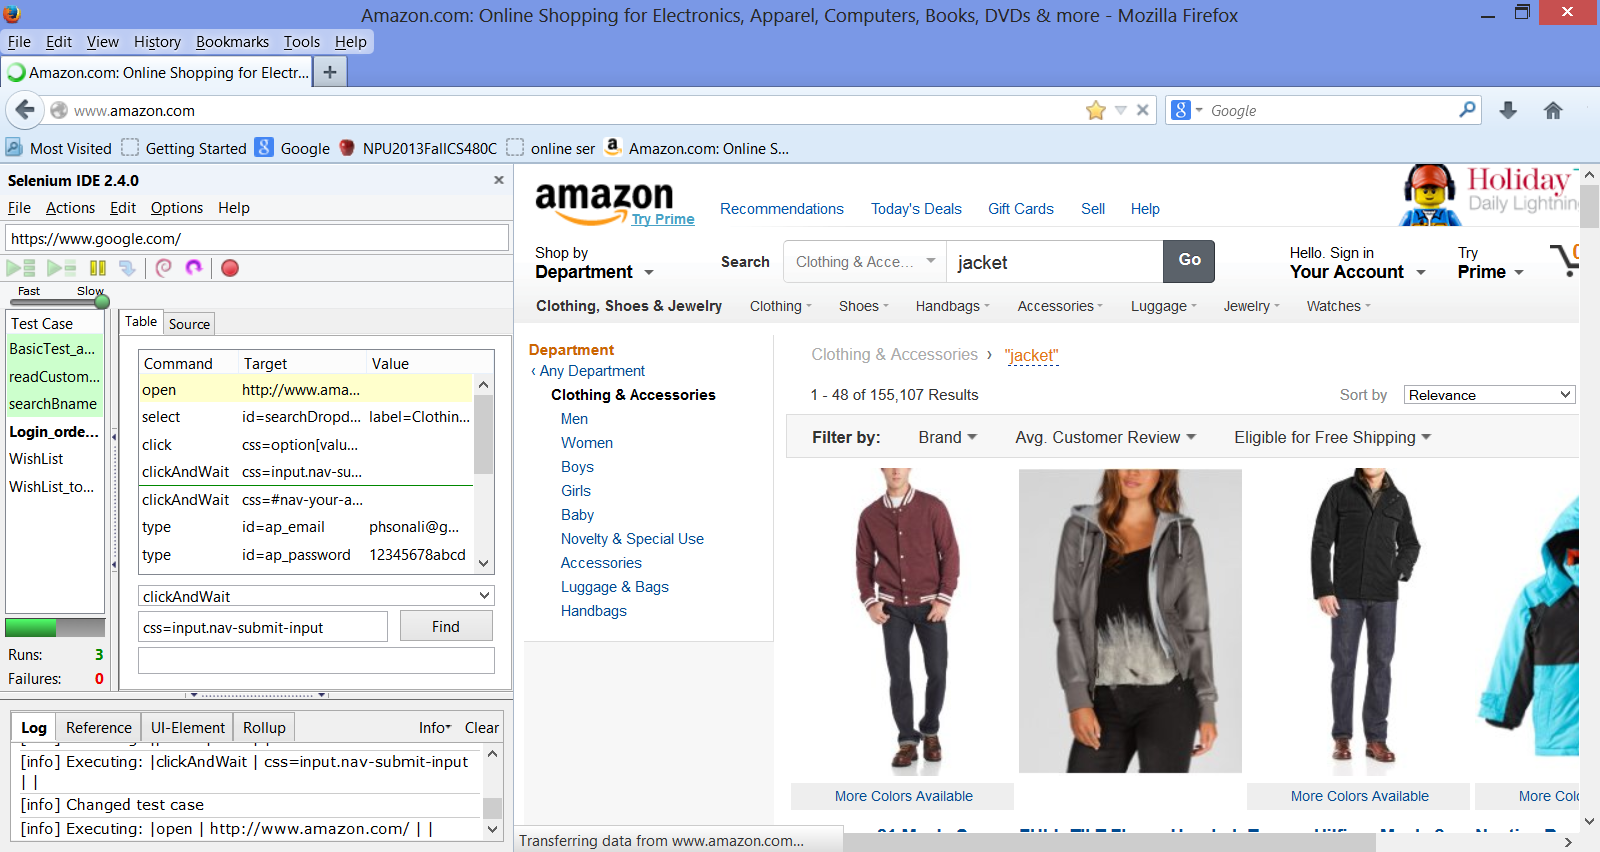 Amazon.com: Online Shopping for Electronics, Apparel, Computers, Books, DVDs & more - Mozilla Firefox
File Edit View History Bookmarks Tools Help
Amazon.com: Online Shopping for Electr...
www.amazon.com
Google
Most Visited Getting Started Google NPU2013FallCS480C online ser Amazon.com: Online S...
Selenium IDE 2.4.0
File Actions Edit Options Help
https://www.google.com/
Fast Slow
Test Case
BasicTest_a...
readCustom...
searchBname
Login_orde...
WishList
WishList_to...
Runs: 3
Failures: 0
Table Source
Command Target Value
open http://www.ama...
select id=searchDropd... label=Clothin...
click css=option[valu...
clickAndWait css=input.nav-su...
clickAndWait css=#nav-your-a...
type id=ap_email phsonali@g...
type id=ap_password 12345678abcd
clickAndWait
css=input.nav-submit-input Find
Log Reference UI-Element Rollup Info Clear
[info] Executing: |clickAndWait | css=input.nav-submit-input
| |
[info] Changed test case
[info] Executing: |open | http://www.amazon.com/ | |
amazon
Try Prime
Recommendations Today's Deals Gift Cards Sell Help
Holiday
Daily Lightnin
Shop by
Department
Search Clothing & Acce... jacket Go
Hello. Sign in
Your Account
Try
Prime
0
Clothing, Shoes & Jewelry Clothing Shoes Handbags Accessories Luggage Jewelry Watches
Department
‹ Any Department
Clothing & Accessories
Men
Women
Boys
Girls
Baby
Novelty & Special Use
Accessories
Luggage & Bags
Handbags
Clothing & Accessories › "jacket"
1 - 48 of 155,107 Results
Sort by Relevance
Filter by: Brand Avg. Customer Review Eligible for Free Shipping
More Colors Available
More Colors Available
More Colo
Transferring data from www.amazon.com...